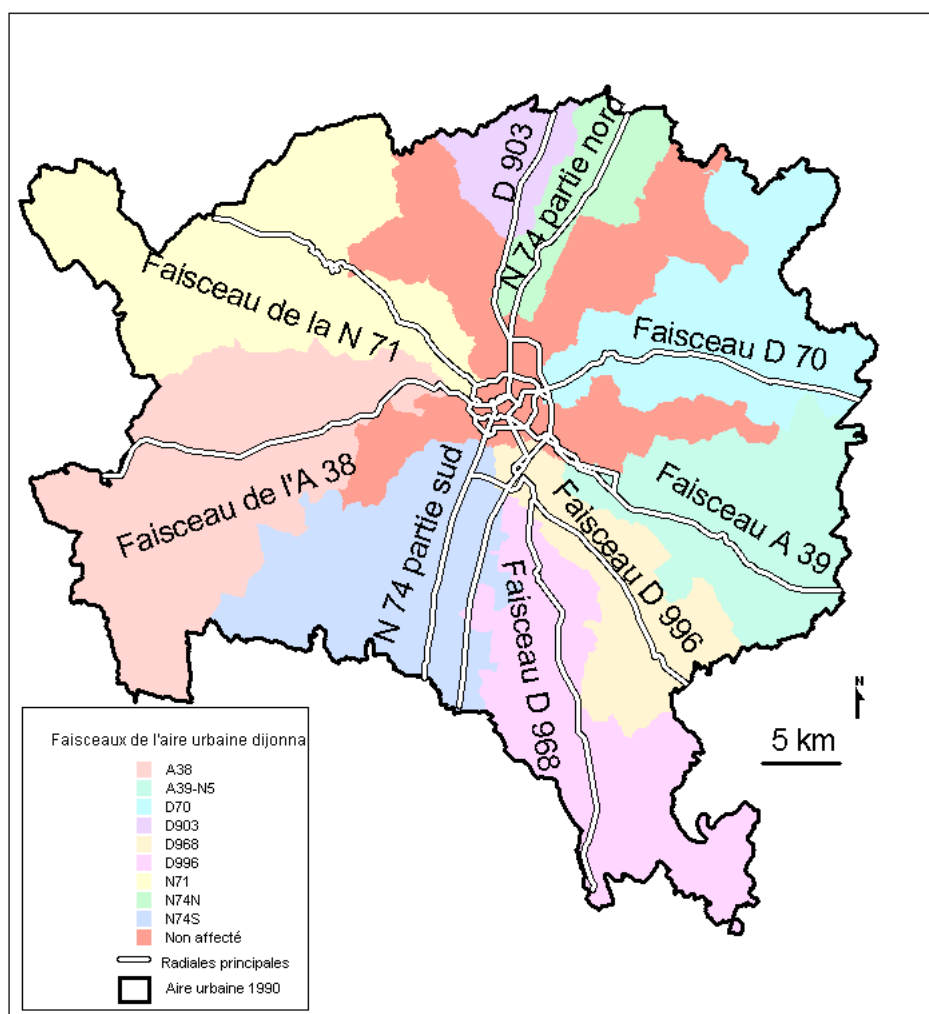 D 903
N 74 partie nord
Faisceau de la N 71
Faisceau D 70
Faisceau de l'A 38
N 74 partie sud
Faisceau A 39
Faisceau D 996
Faisceau D 968
N
5 km
Faisceaux de l'aire urbaine dijonna
A38
A39-N5
D70
D903
D968
D996
N71
N74N
N74S
Non affecté
Radiales principales
Aire urbaine 1990